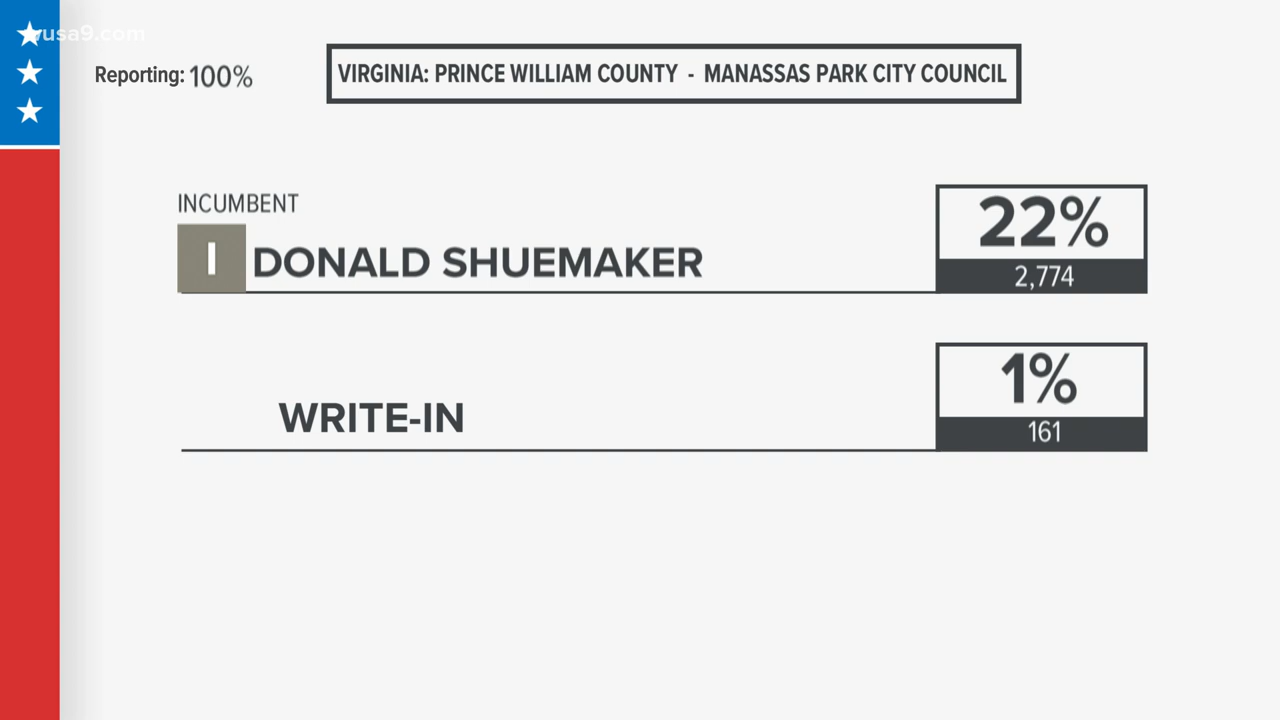 wusa9.com
Reporting: 100%
VIRGINIA: PRINCE WILLIAM COUNTY - MANASSAS PARK CITY COUNCIL
INCUMBENT
I DONALD SHUEMAKER
22%
2,774
WRITE-IN
1%
161